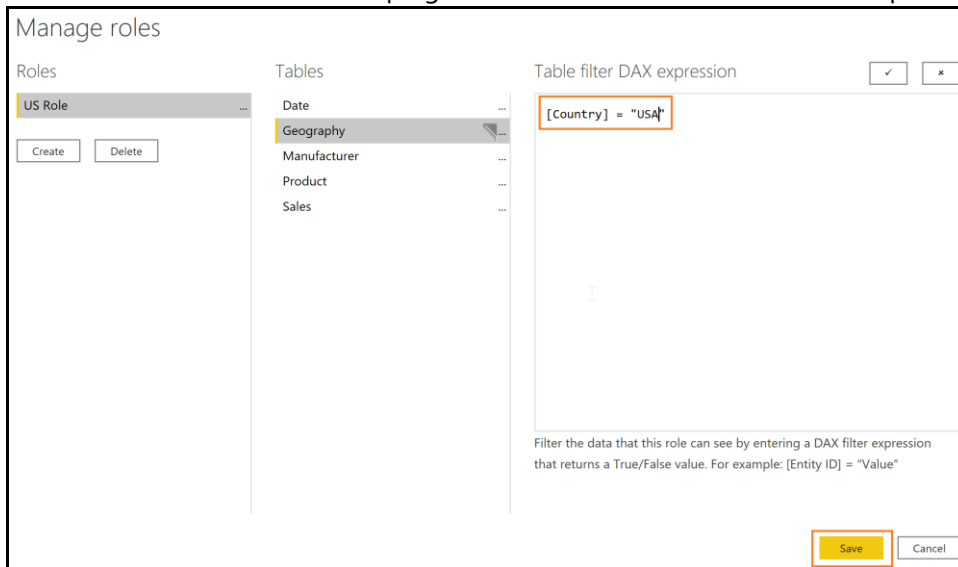 Manage roles
Roles
Tables
Table filter DAX expression
US Role
...
Create
Delete
Date
...
Geography
...
Manufacturer
...
Product
...
Sales
...
[Country] = "USA"
Filter the data that this role can see by entering a DAX filter expression
that returns a True/False value. For example: [Entity ID] = "Value"
Save
Cancel